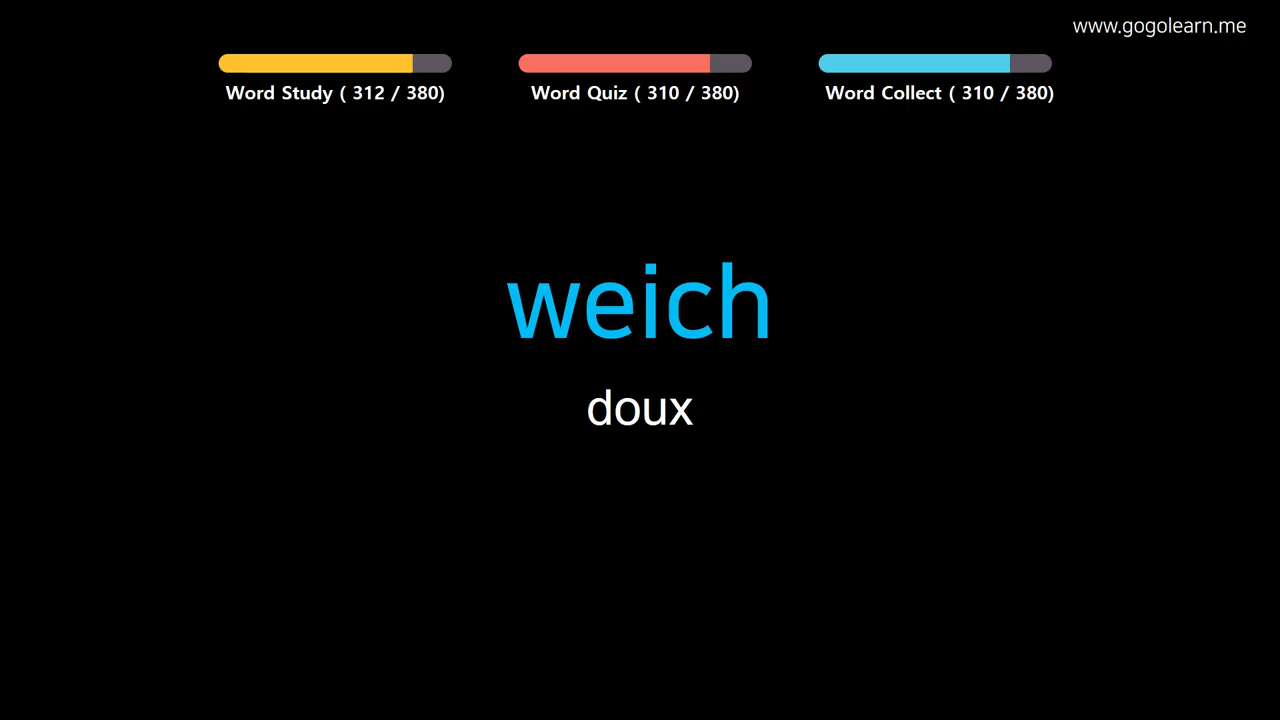 www.gogolearn.me
Word Study ( 312 / 380)
Word Quiz ( 310 / 380)
Word Collect ( 310 / 380)
weich
doux